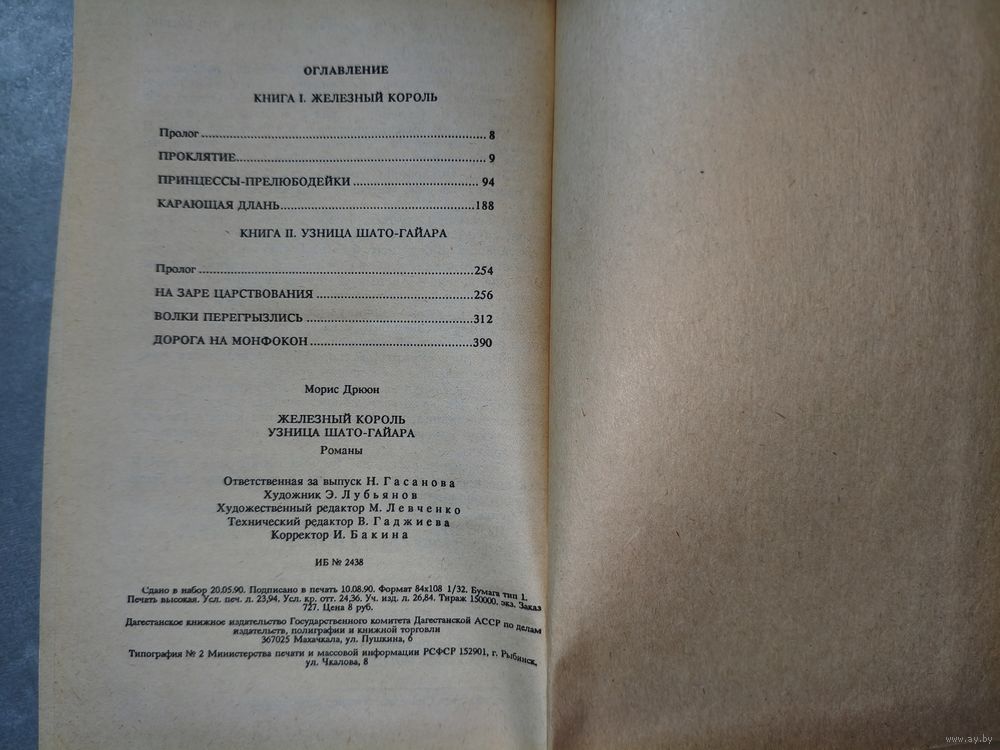 ОГЛАВЛЕНИЕ
КНИГА I. ЖЕЛЕЗНЫЙ КОРОЛЬ
Пролог 8
ПРОКЛЯТИЕ 9
ПРИНЦЕССЫ-ПРЕЛЮБОДЕЙКИ 94
КАРАЮЩАЯ ДЛАНЬ 188
КНИГА II. УЗНИЦА ШАТО-ГАЙАРА
Пролог 254
НА ЗАРЕ ЦАРСТВОВАНИЯ 256
ВОЛКИ ПЕРЕГРЫЗЛИСЬ 312
ДОРОГА НА МОНФОКОН 390
Морис Дрюон
ЖЕЛЕЗНЫЙ КОРОЛЬ
УЗНИЦА ШАТО-ГАЙАРА
Романы
Ответственная за выпуск Н. Гасанова
Художник Э. Лубьянов
Художественный редактор М. Левченко
Технический редактор В. Гаджиева
Корректор И. Бакина
ИБ № 2438
Сдано в набор 20.05.90. Подписано в печать 10.08.90. Формат 84x108 1/32. Бумага тип 1.
Печать высокая. Усл. печ. л. 23,94. Усл. кр. отт. 24,36. Уч. изд. л. 26,84. Тираж 150000. экз. Заказ
727. Цена 8 руб.
Дагестанское книжное издательство Государственного комитета Дагестанской АССР по делам
издательств, полиграфии и книжной торговли
367025 Махачкала, ул. Пушкина, 6
Типография № 2 Министерства печати и массовой информации РСФСР 152901, г. Рыбинск,
ул. Чкалова, 8
www.ay.by